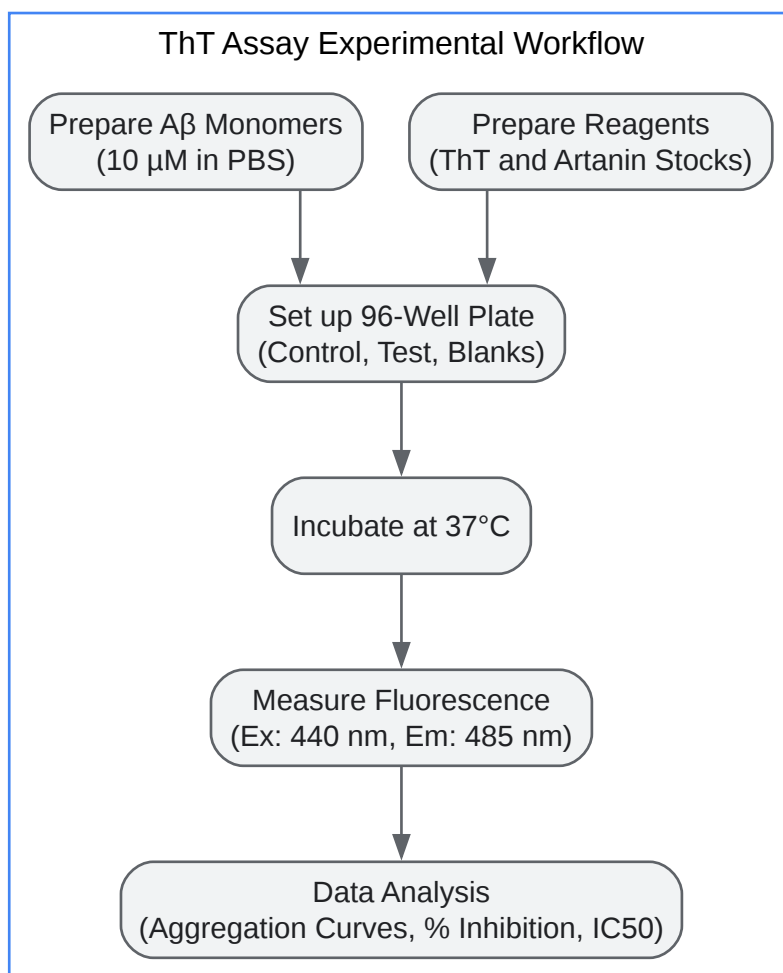 ThT Assay Experimental Workflow
Prepare Aβ Monomers
(10 µM in PBS)
Prepare Reagents
(ThT and Artanin Stocks)
Set up 96-Well Plate
(Control, Test, Blanks)
Incubate at 37°C
Measure Fluorescence
(Ex: 440 nm, Em: 485 nm)
Data Analysis
(Aggregation Curves, % Inhibition, IC50)